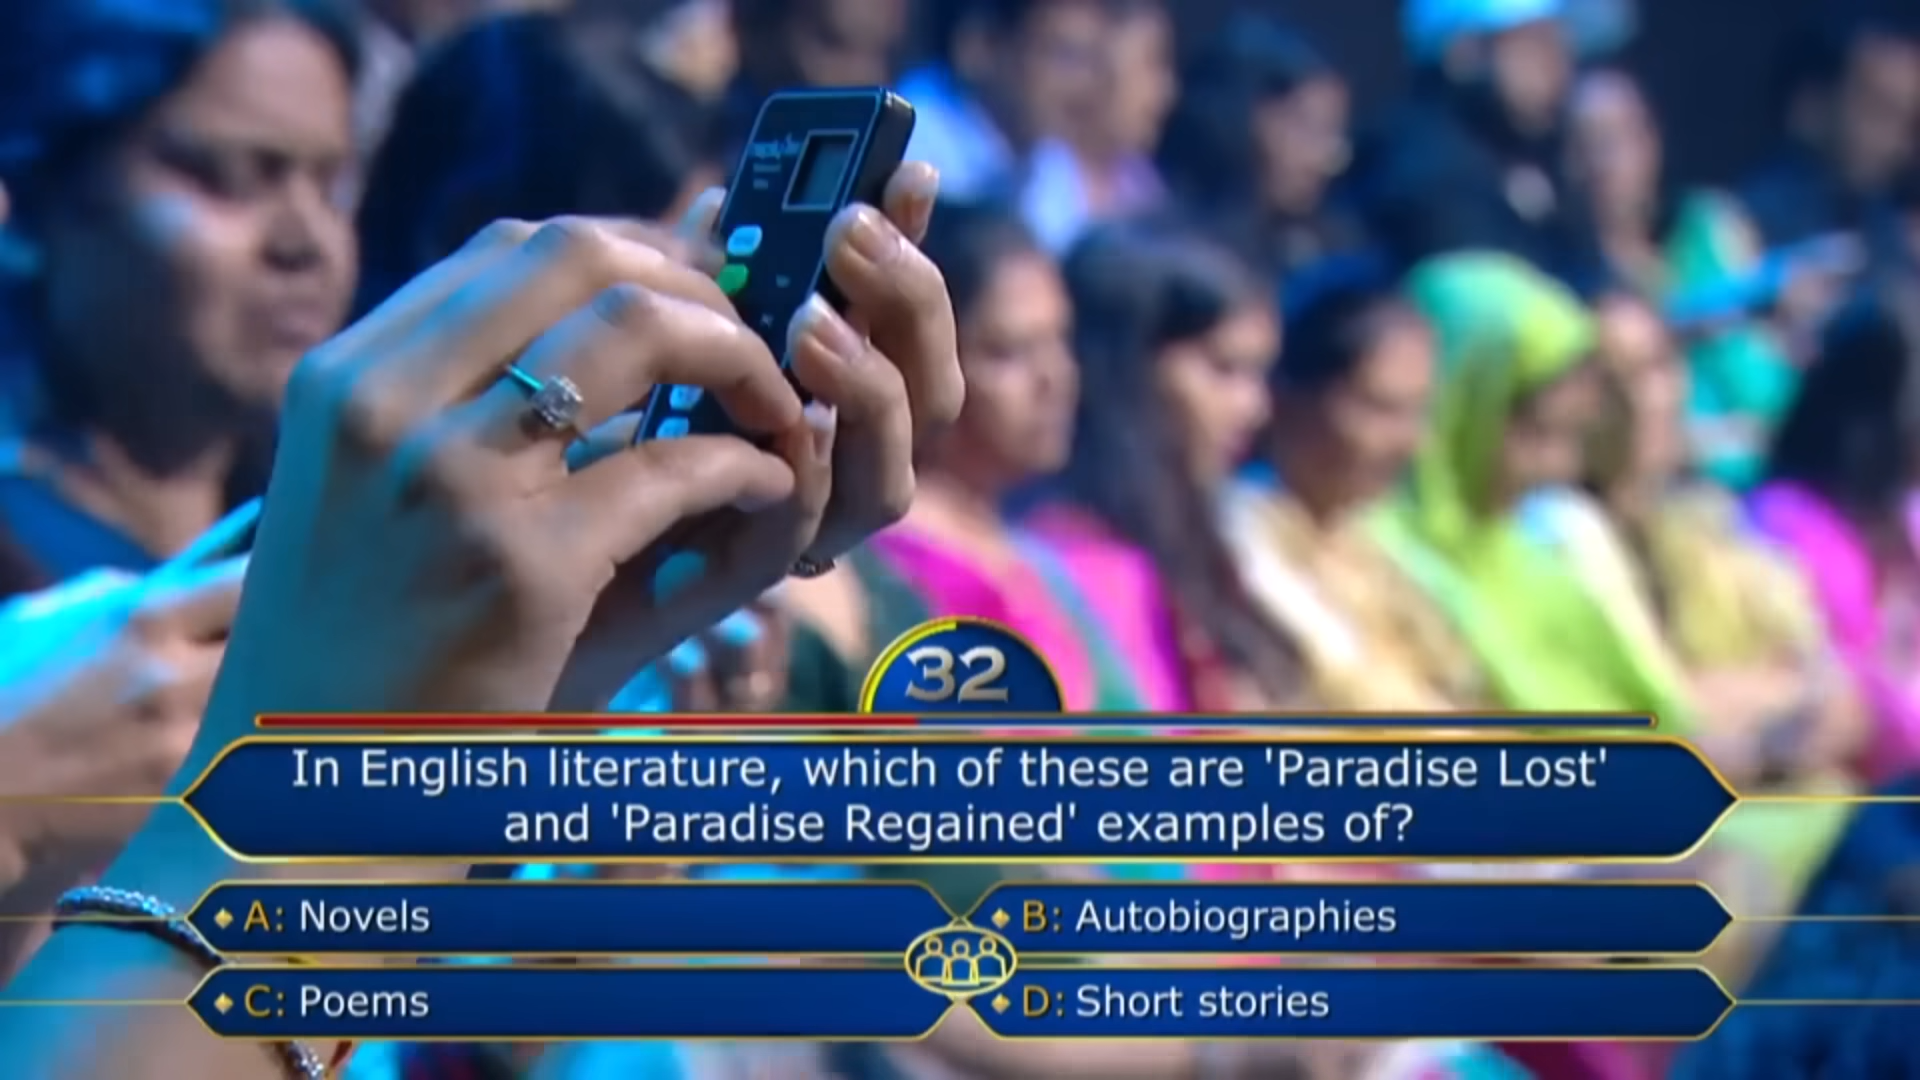 32
In English literature, which of these are 'Paradise Lost'
and 'Paradise Regained' examples of?
A: Novels
B: Autobiographies
C: Poems
D: Short stories